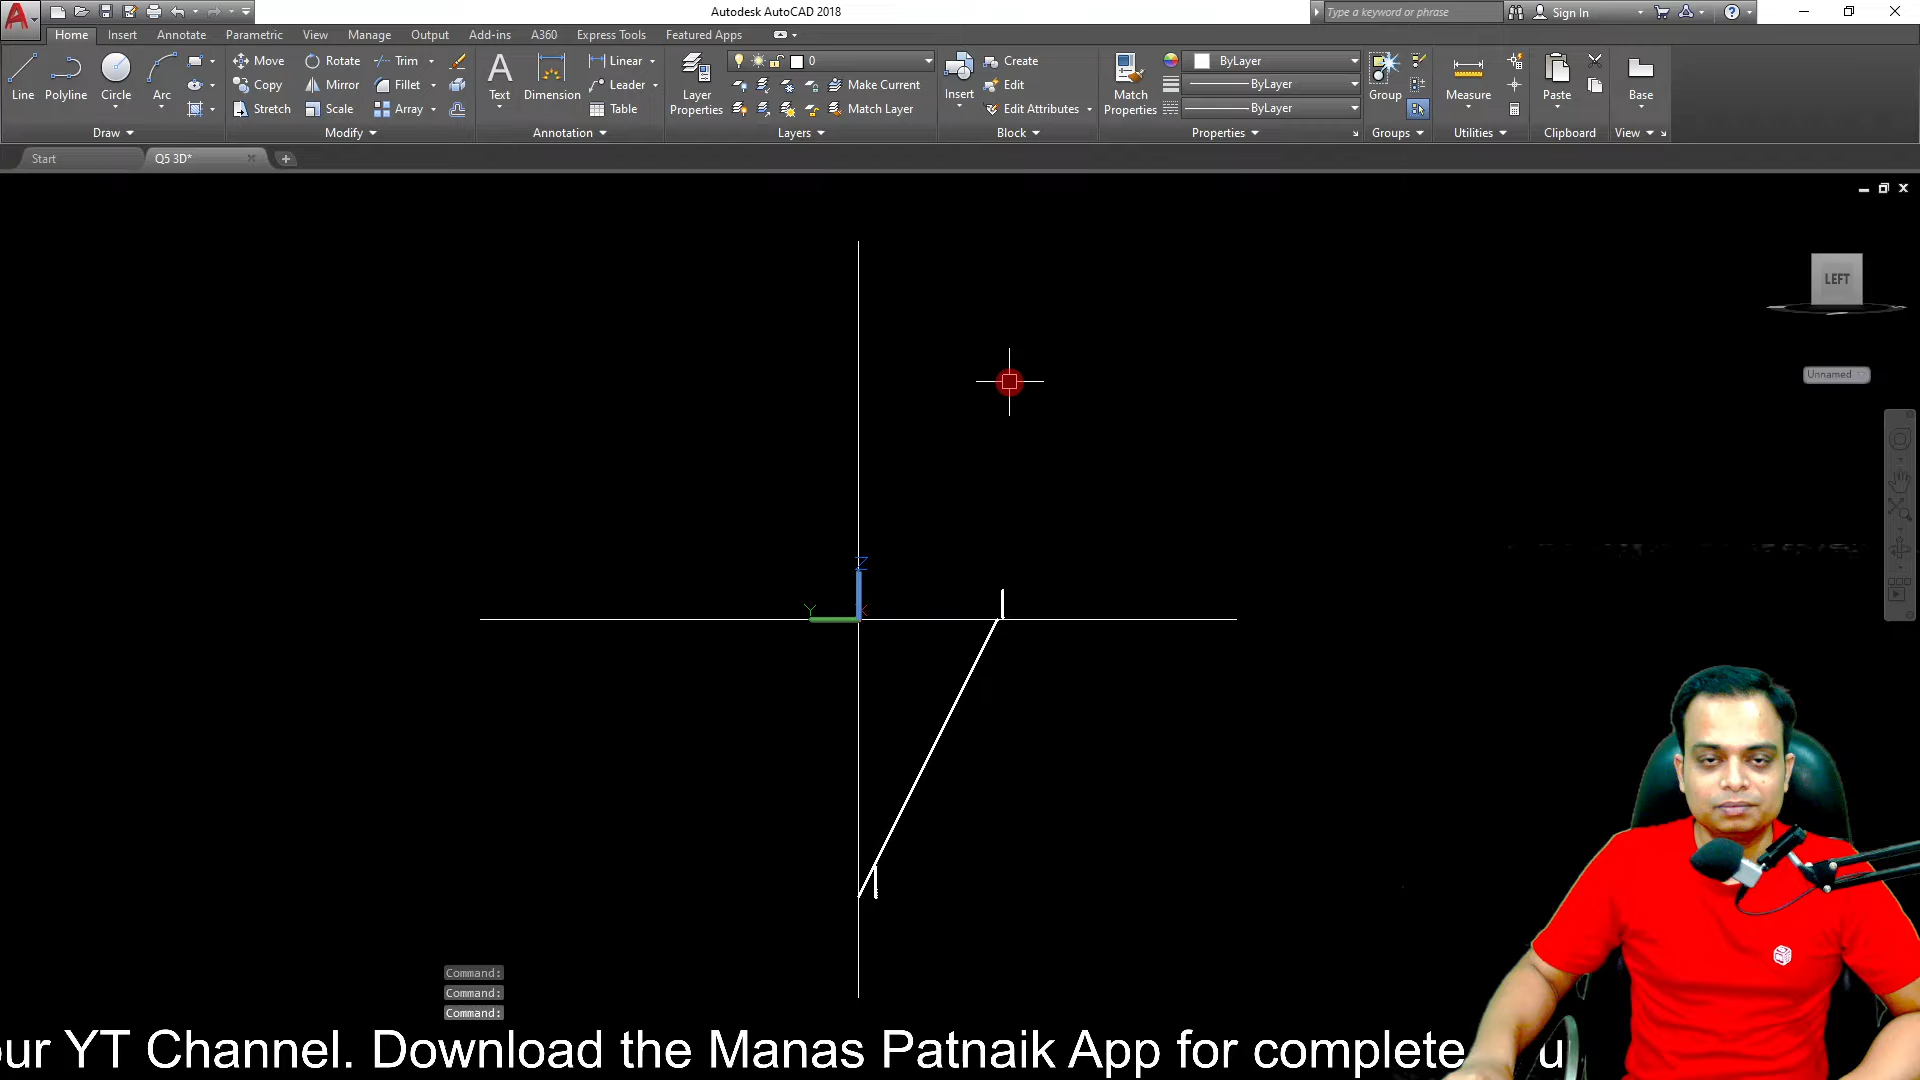 Autodesk AutoCAD 2018
Type a keyword or phrase
Sign In
Home Insert Annotate Parametric View Manage Output Add-ins A360 Express Tools Featured Apps
Line Polyline Circle Arc
Move Rotate Trim
Copy Mirror Fillet
Stretch Scale Array
Text Dimension
Linear
Leader
Table
Layer Properties
0
Make Current
Match Layer
Insert
Create
Edit
Edit Attributes
Match Properties
ByLayer
ByLayer
ByLayer
Group
Measure
Paste
Base
Draw Modify Annotation Layers Block Properties Groups Utilities Clipboard View
Start
Q5 3D*
LEFT
Unnamed
Z
Y
X
Command:
Command:
Command:
our YT Channel. Download the Manas Patnaik App for complete u